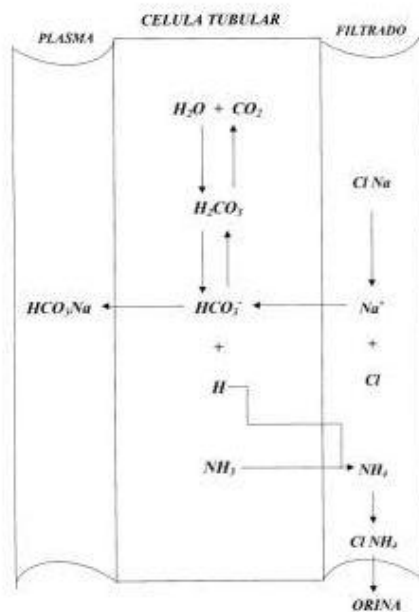 CELULA TUBULAR
PLASMA
FILTRADO
H₂O + CO₂
Cl Na
H₂CO₃
HCO₃Na
HCO₃⁻
Na⁺
+
+
H
Cl
NH₃
NH₄
Cl NH₄
ORINA